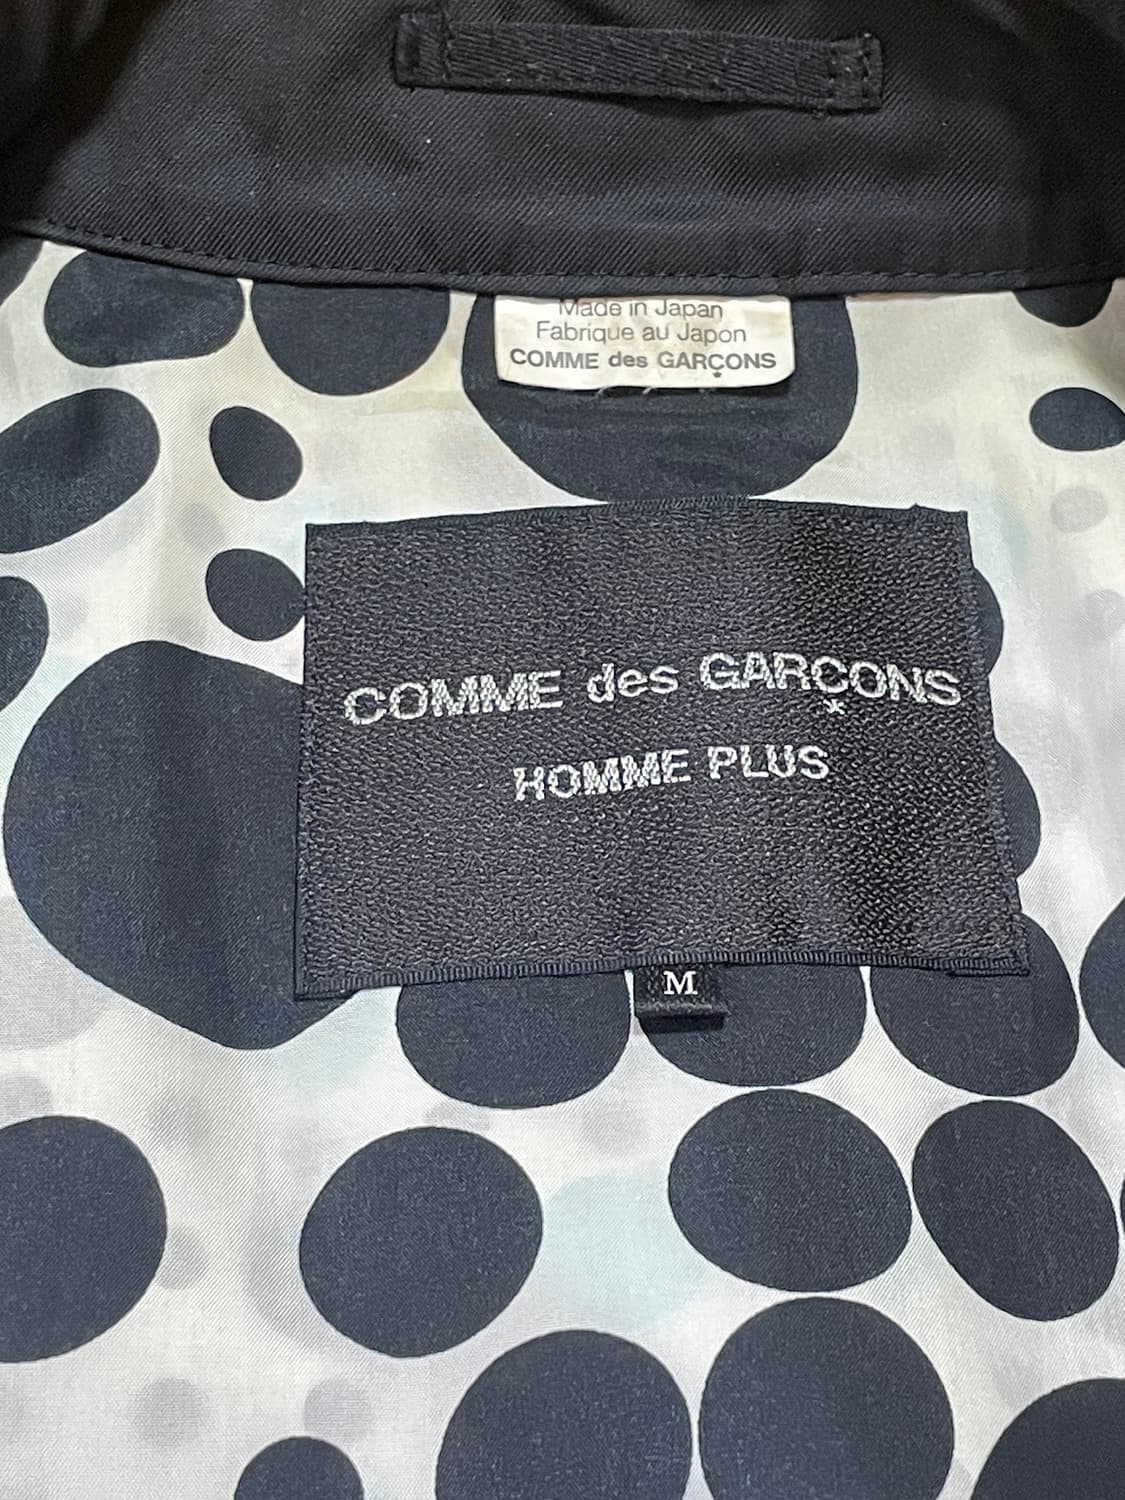 Made in Japan
Fabrique au Japon
COMME des GARÇONS
COMME des GARÇONS
HOMME PLUS
M